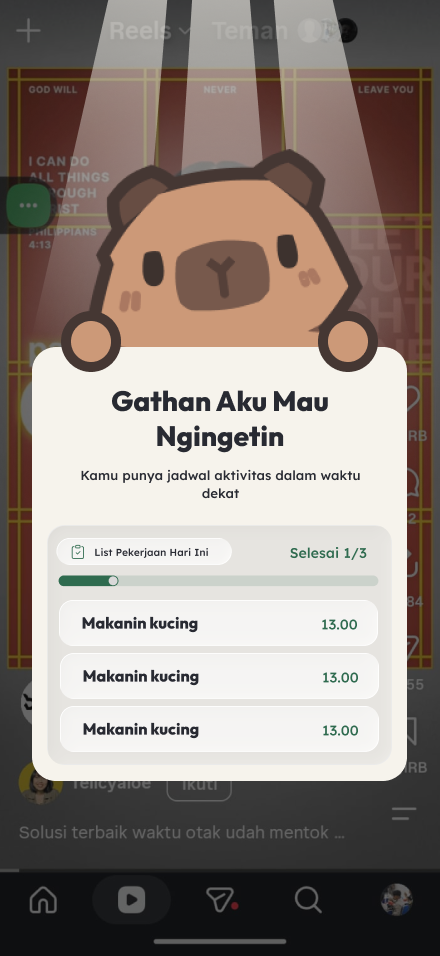 Reels Teman
GOD WILL NEVER LEAVE YOU
I CAN DO
ALL THINGS
4:13
Gathan Aku Mau
Ngingetin
Kamu punya jadwal aktivitas dalam waktu
dekat
List Pekerjaan Hari Ini Selesai 1/3
Makanin kucing 13.00
Makanin kucing 13.00
Makanin kucing 13.00
Ikuti
Solusi terbaik waktu otak udah mentok ...